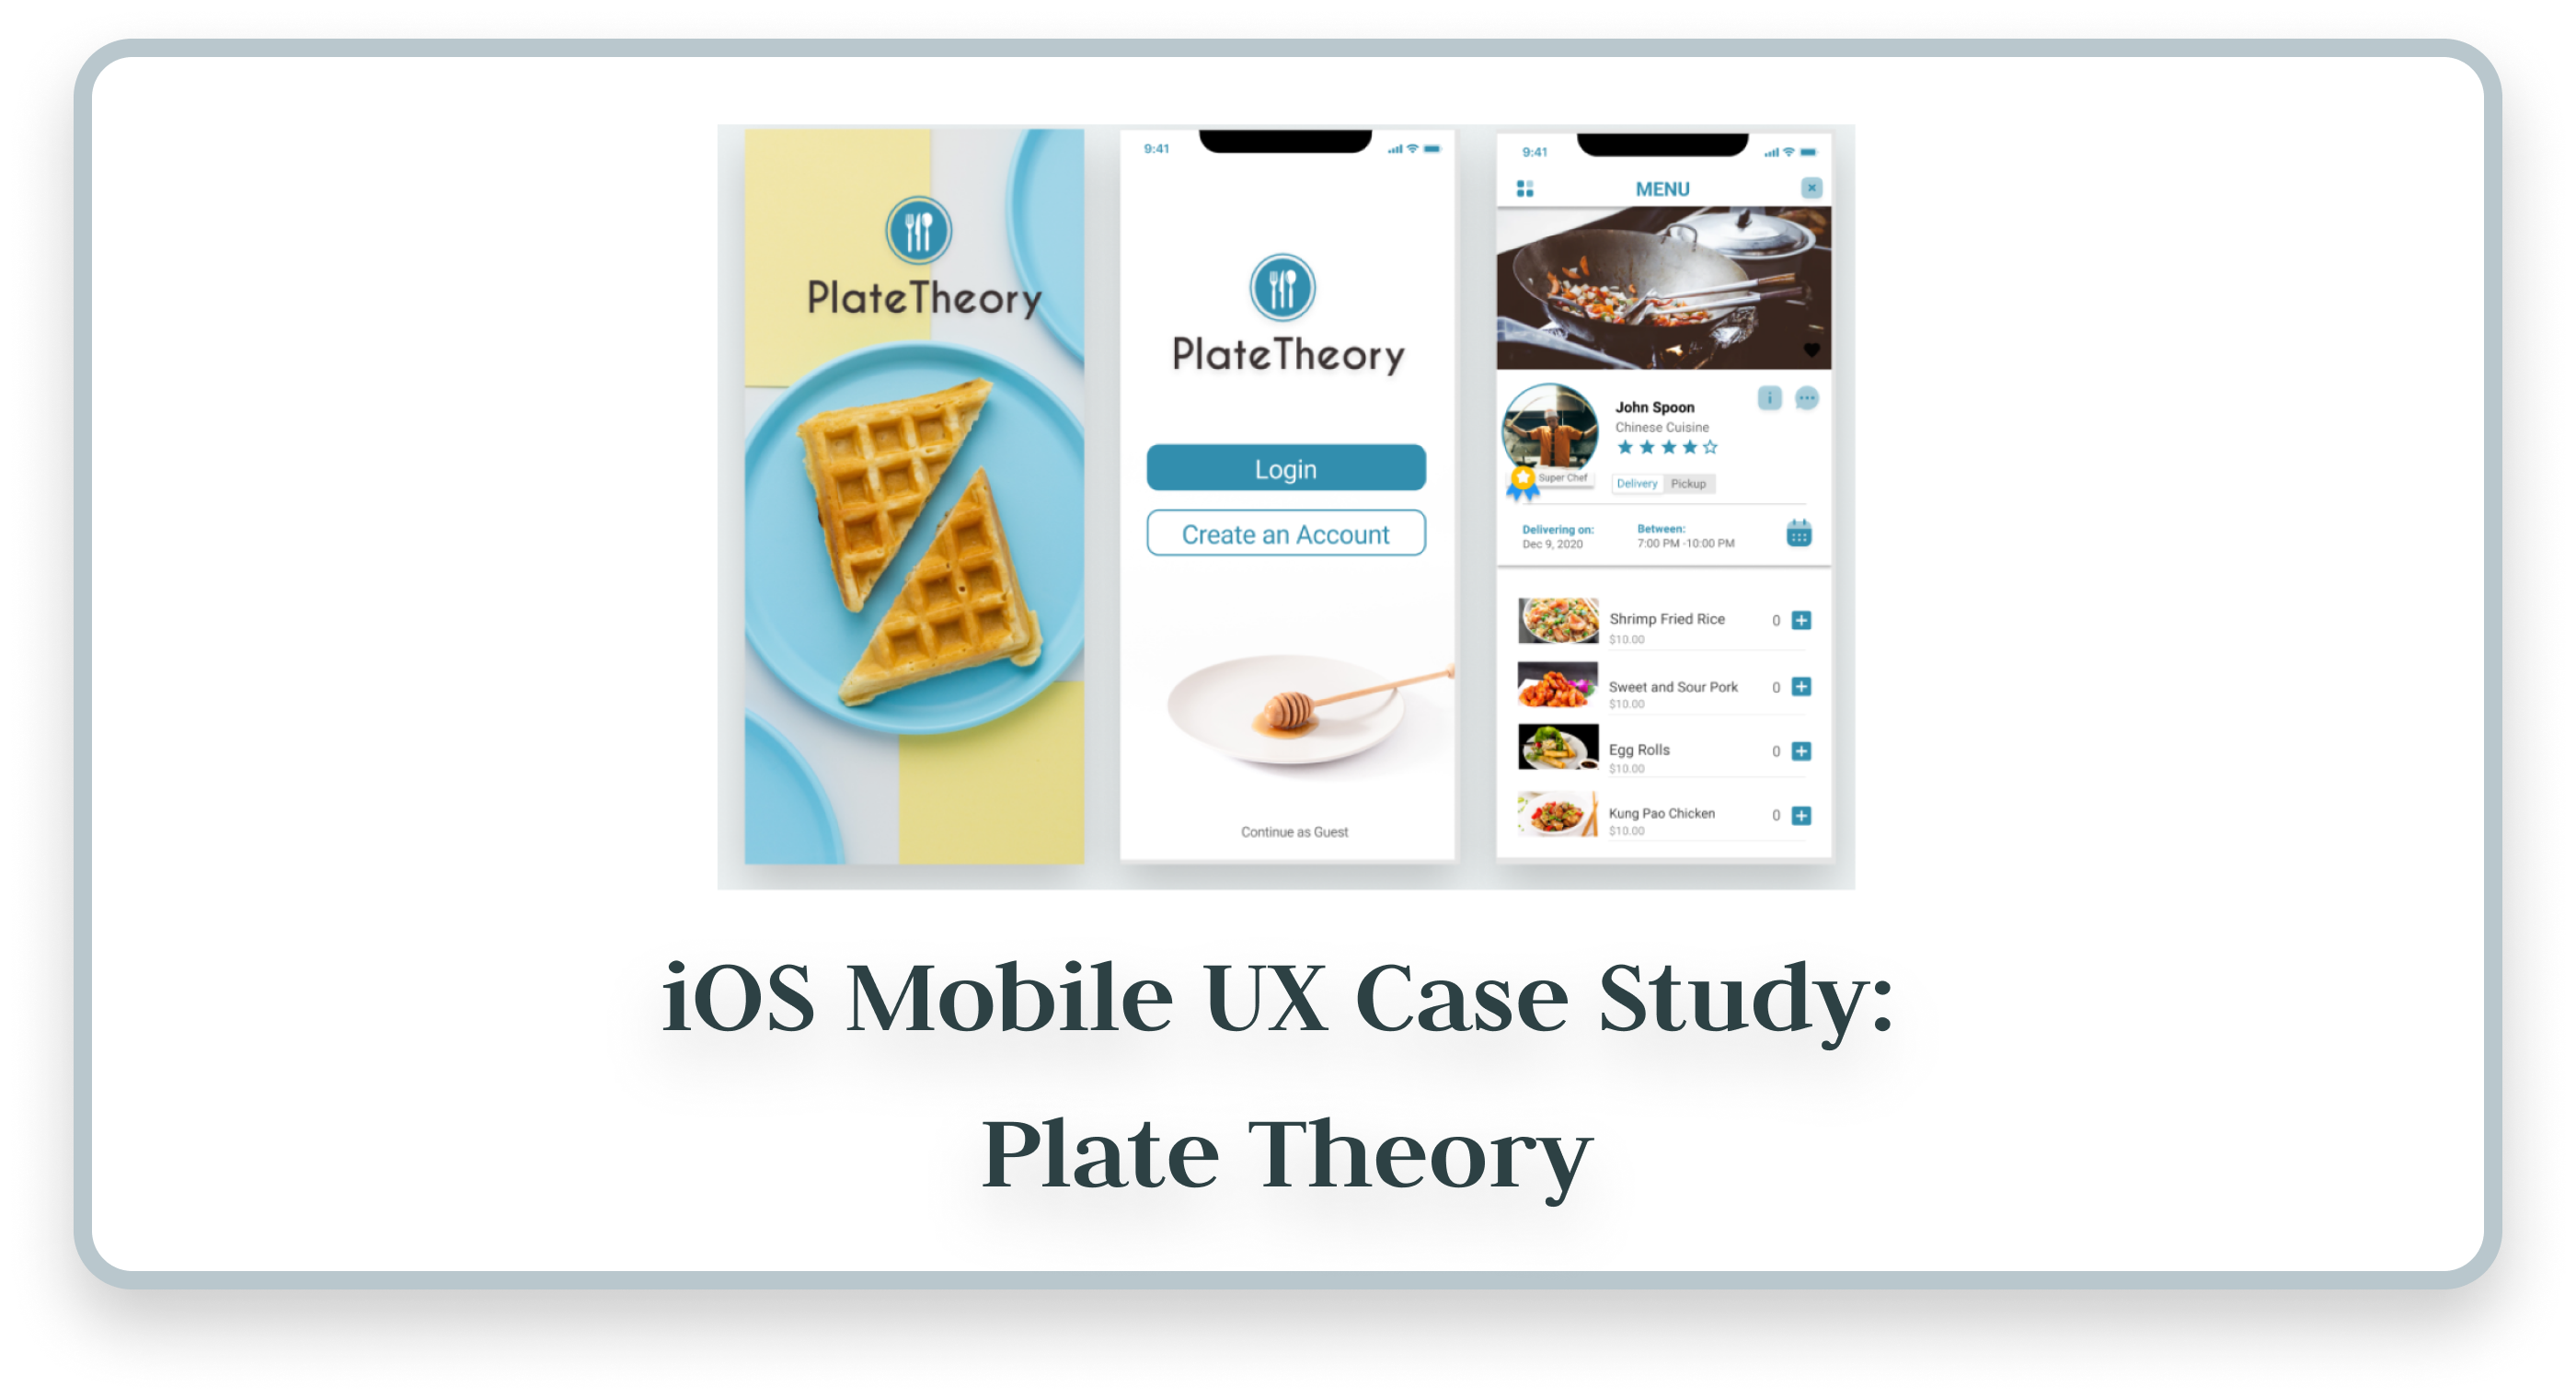 PlateTheory
9:41
PlateTheory
Login
Create an Account
Continue as Guest
9:41
MENU
John Spoon
Chinese Cuisine
Super Chef
Delivery Pickup
Delivering on: Between:
Dec 9, 2020 7:00 PM -10:00 PM
Shrimp Fried Rice 0
$10.00
Sweet and Sour Pork 0
$10.00
Egg Rolls 0
$10.00
Kung Pao Chicken 0
$10.00
iOS Mobile UX Case Study:
Plate Theory